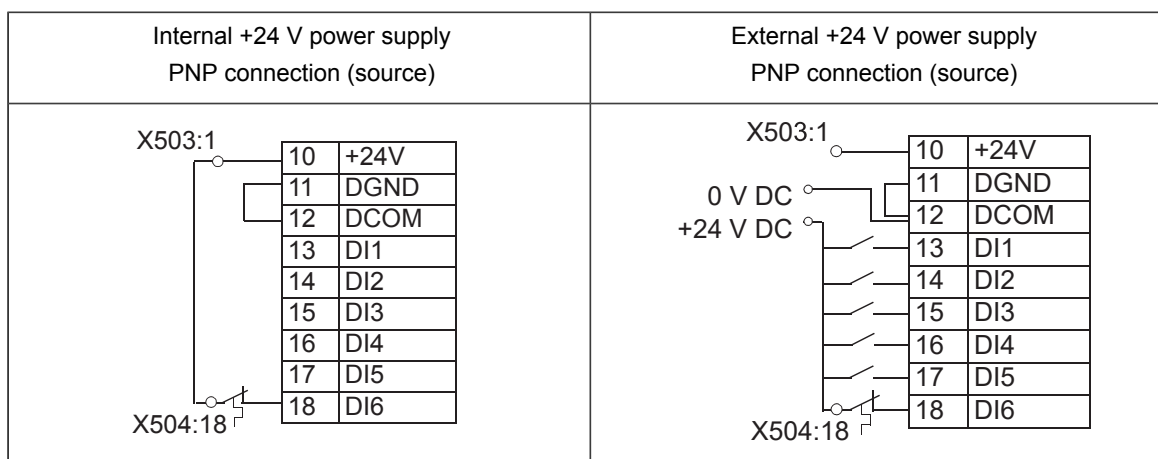 Internal +24 V power supply
PNP connection (source)
External +24 V power supply
PNP connection (source)
X503:1
10 +24V
11 DGND
12 DCOM
13 DI1
14 DI2
15 DI3
16 DI4
17 DI5
18 DI6
X504:18
X503:1
0 V DC
+24 V DC
10 +24V
11 DGND
12 DCOM
13 DI1
14 DI2
15 DI3
16 DI4
17 DI5
18 DI6
X504:18